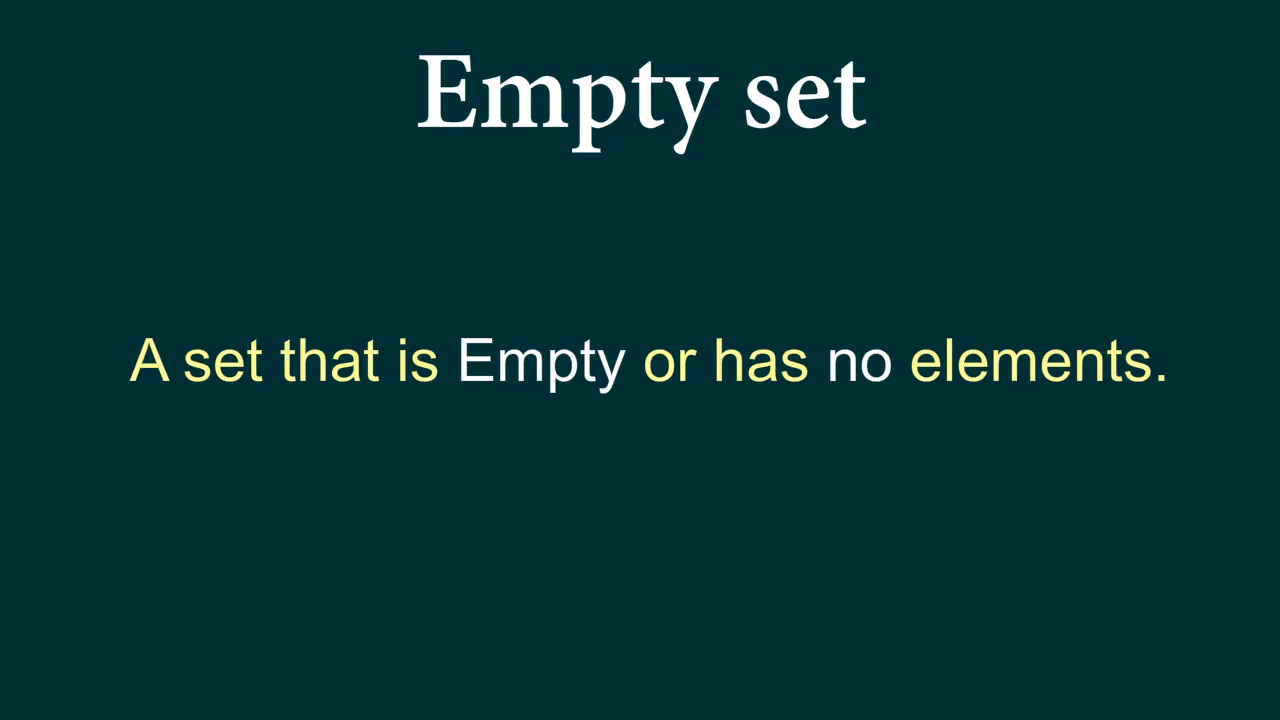 Empty set
A set that is Empty or has no elements.